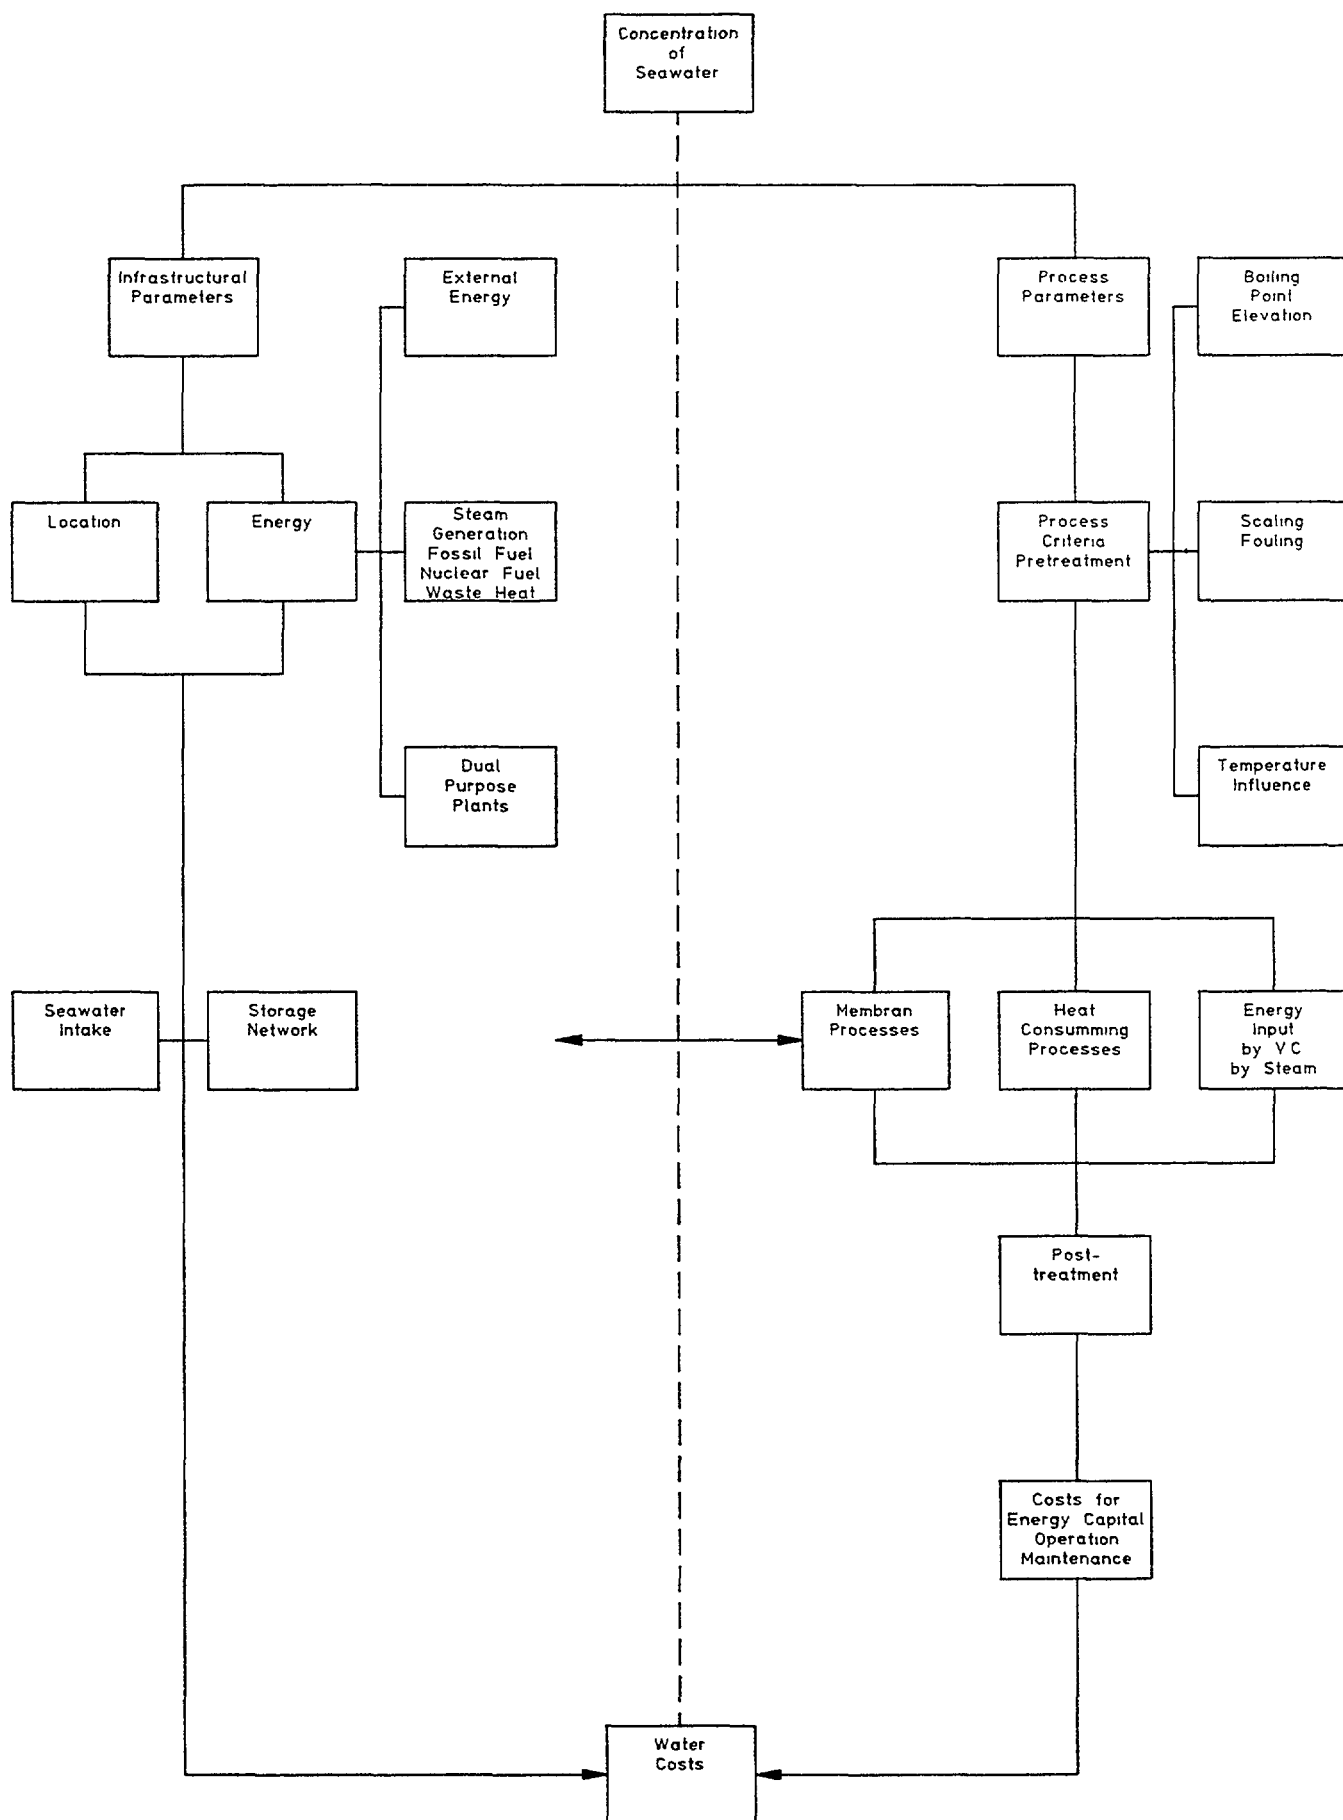 Concentration
of
Seawater
Infrastructural
Parameters
External
Energy
Process
Parameters
Boiling
Point
Elevation
Location
Energy
Steam
Generation
Fossil Fuel
Nuclear Fuel
Waste Heat
Process
Criteria
Pretreatment
Scaling
Fouling
Dual
Purpose
Plants
Temperature
Influence
Seawater
Intake
Storage
Network
Membran
Processes
Heat
Consumming
Processes
Energy
Input
by VC
by Steam
Post-
treatment
Costs for
Energy Capital
Operation
Maintenance
Water
Costs